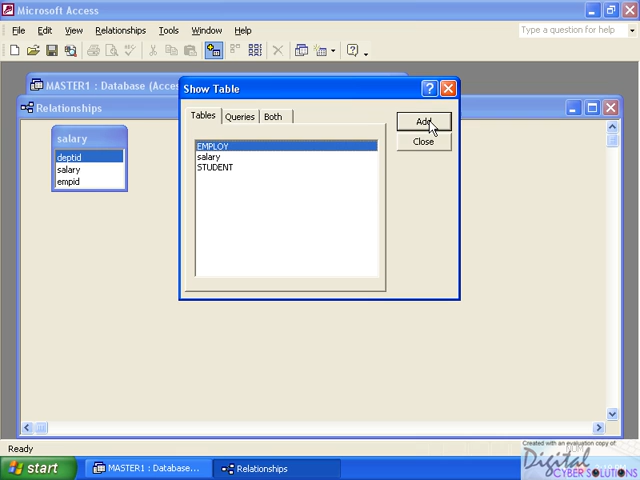 Microsoft Access
File Edit View Relationships Tools Window Help
Type a question for help
MASTER1 : Database (Acces
Relationships
Show Table
Tables Queries Both
EMPLOY
salary
STUDENT
Add
Close
salary
deptid
salary
empid
Ready
NUM
start
MASTER1 : Database...
Relationships
Created with an evaluation copy of
Digital
CYBER SOLUTIONS